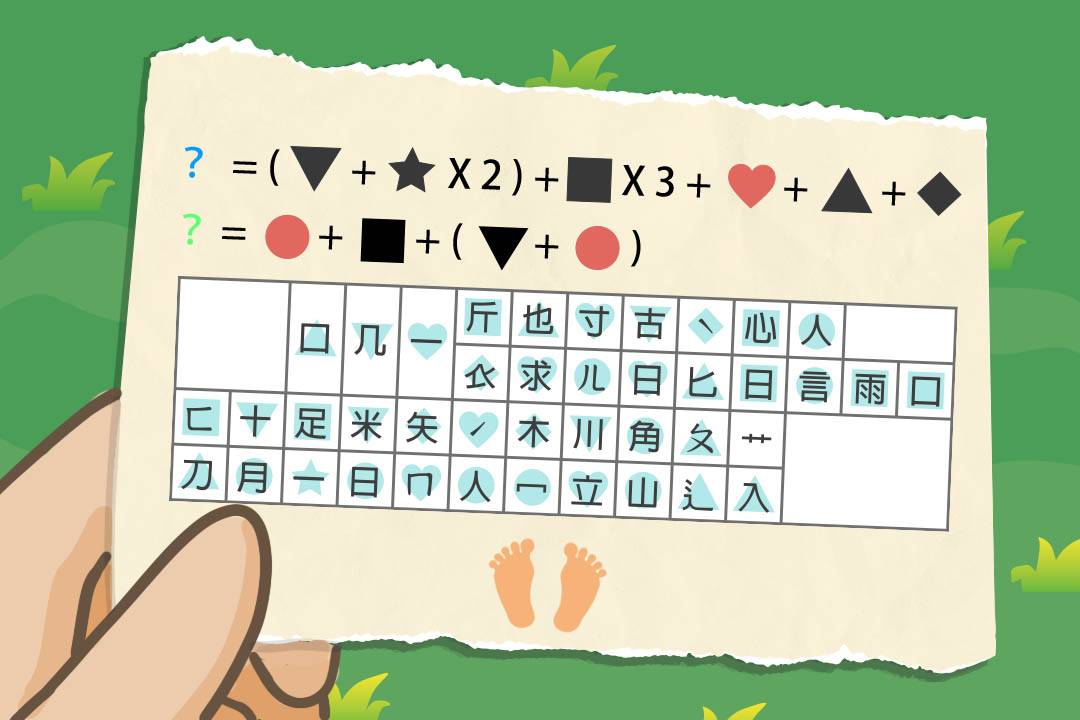 ? =( + X 2 ) + X 3 + + +
? = + + ( + )
斤 也 寸 古 丶 心 人
口 几 一
衣 求 儿 曰 匕 日 言 雨 口
匚 十 足 米 矢 ㇒ 木 川 角 夊 艹
刀 月 一 日 冂 人 冖 立 山 辶 入